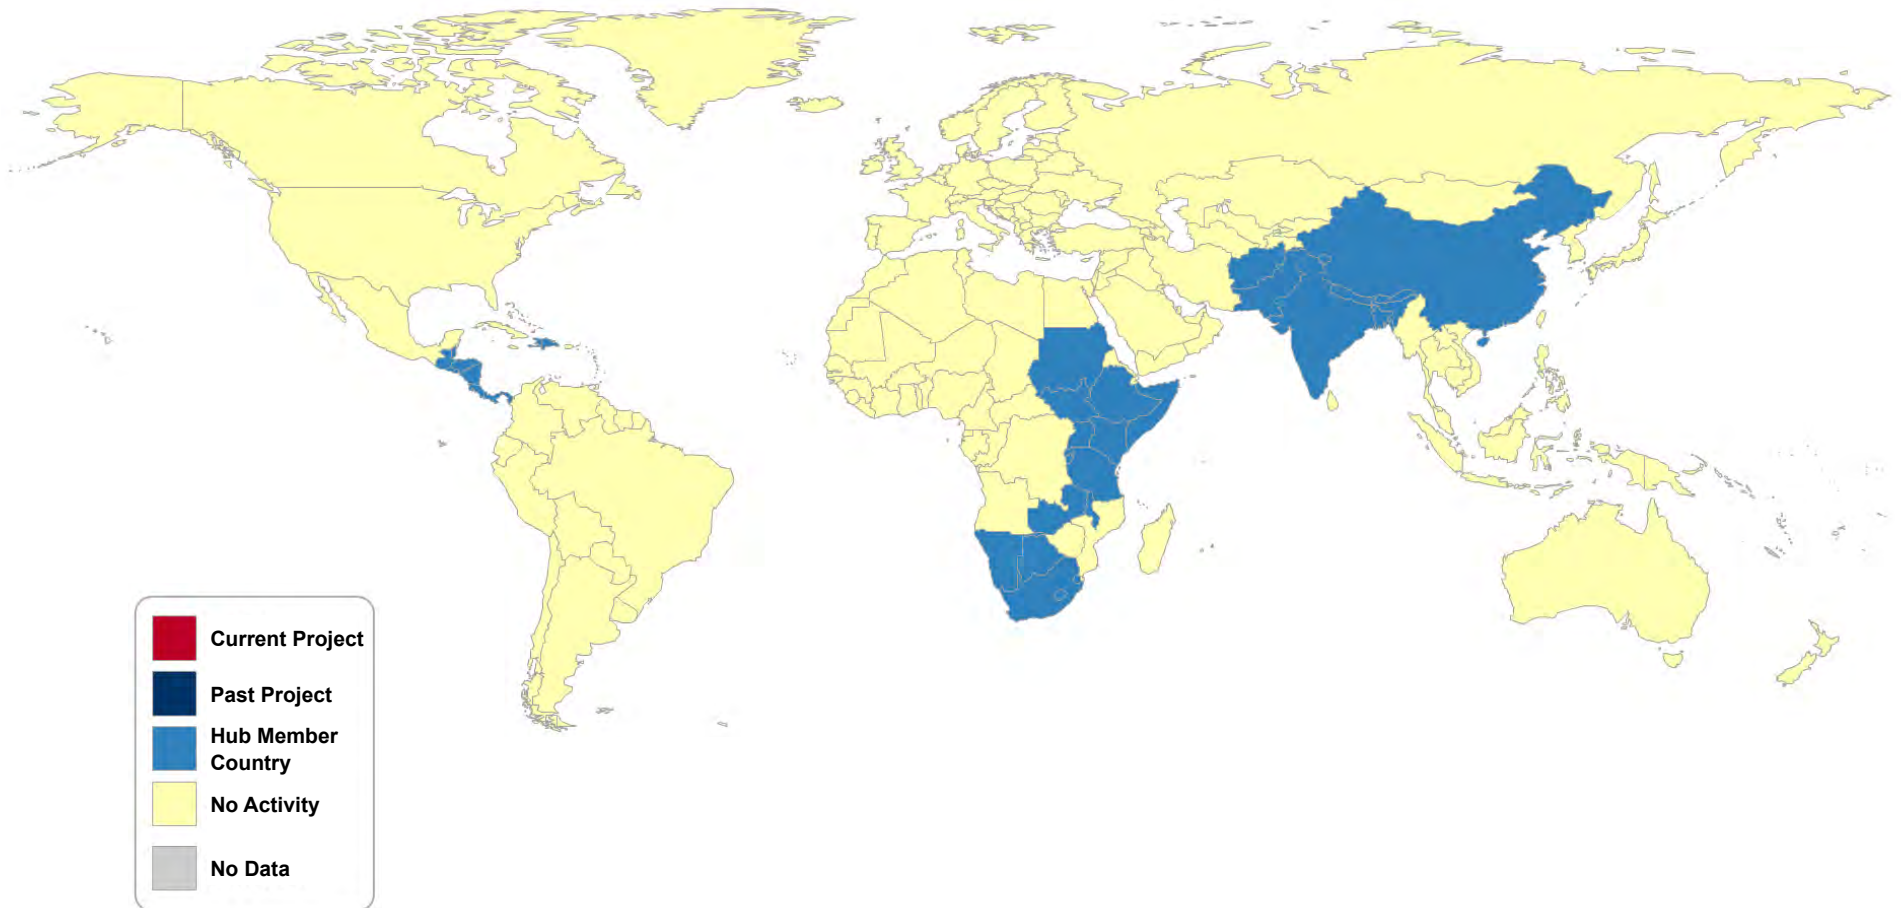 Current Project
Past Project
Hub Member
Country
No Activity
No Data